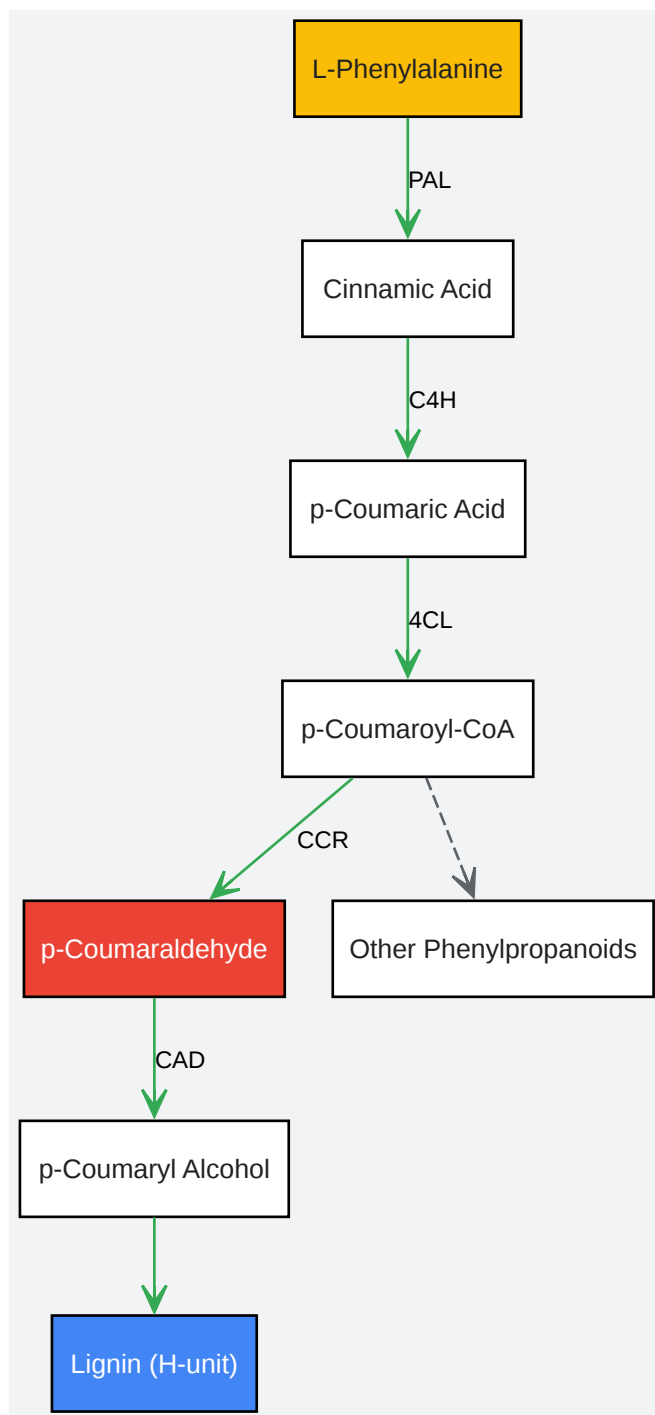 L-Phenylalanine
PAL
Cinnamic Acid
C4H
p-Coumaric Acid
4CL
p-Coumaroyl-CoA
CCR
p-Coumaraldehyde
Other Phenylpropanoids
CAD
p-Coumaryl Alcohol
Lignin (H-unit)